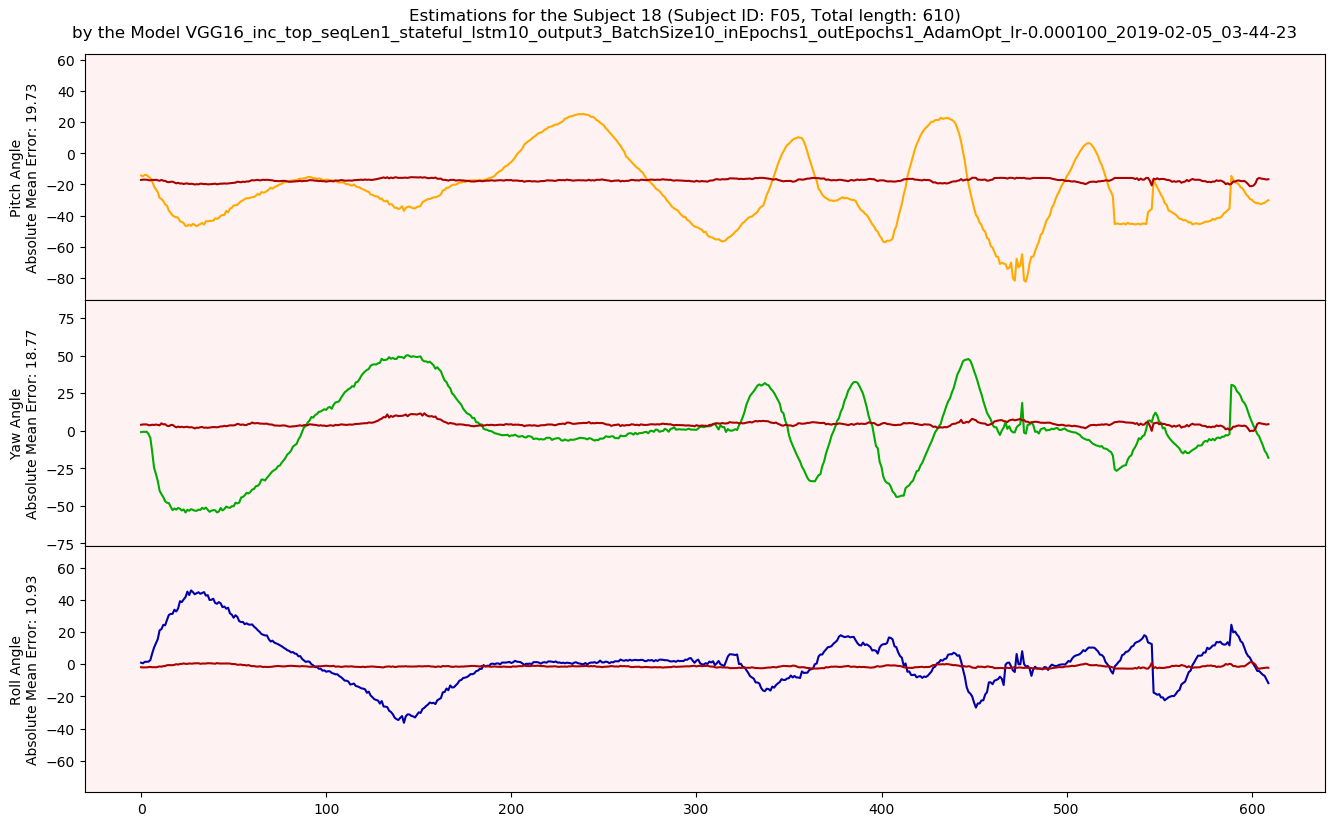 Estimations for the Subject 18 (Subject ID: F05, Total length: 610)
by the Model VGG16_inc_top_seqLen1_stateful_lstm10_output3_BatchSize10_inEpochs1_outEpochs1_AdamOpt_lr-0.000100_2019-02-05_03-44-23
Pitch Angle
Absolute Mean Error: 19.73
60
40
20
0
−20
−40
−60
−80
Yaw Angle
Absolute Mean Error: 18.77
75
50
25
0
−25
−50
−75
Roll Angle
Absolute Mean Error: 10.93
60
40
20
0
−20
−40
−60
0 100 200 300 400 500 600